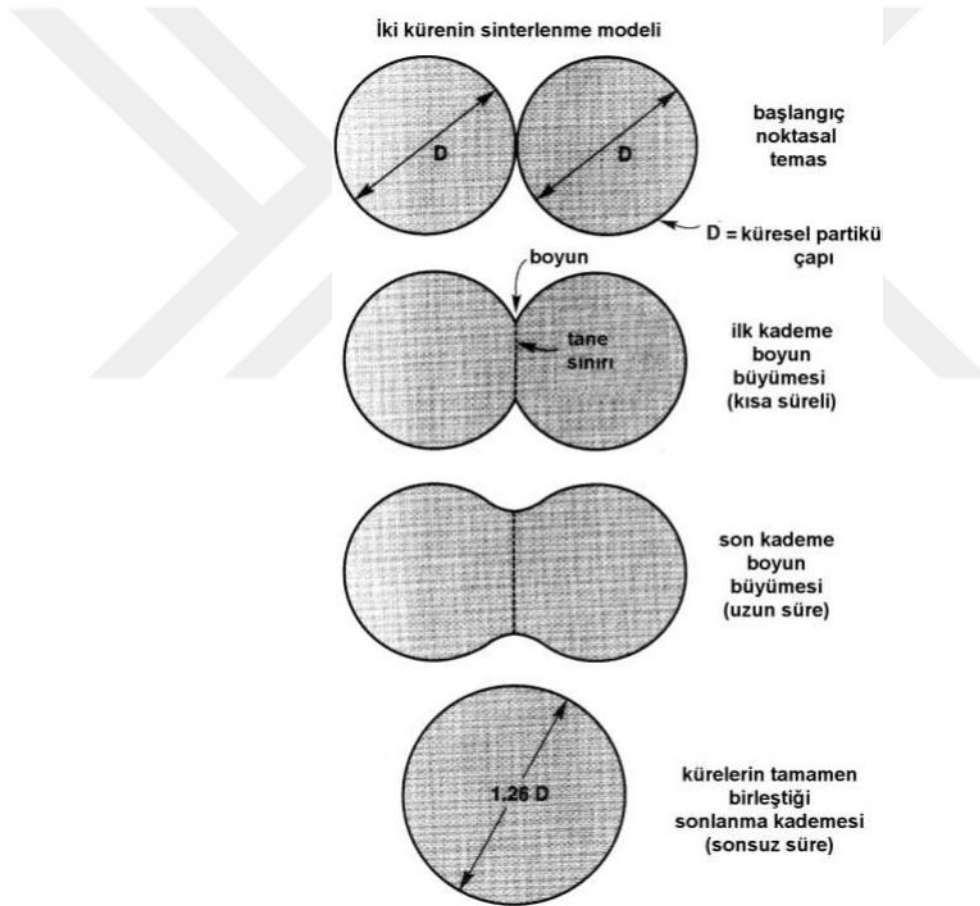 İki kürenin sinterlenme modeli
D
D
başlangıç
noktasal
temas
D = küresel partikü
çapı
boyun
tane
sınırı
ilk kademe
boyun
büyümesi
(kısa süreli)
son kademe
boyun
büyümesi
(uzun süre)
1.26 D
kürelerin tamamen
birleştiği
sonlanma kademesi
(sonsuz süre)